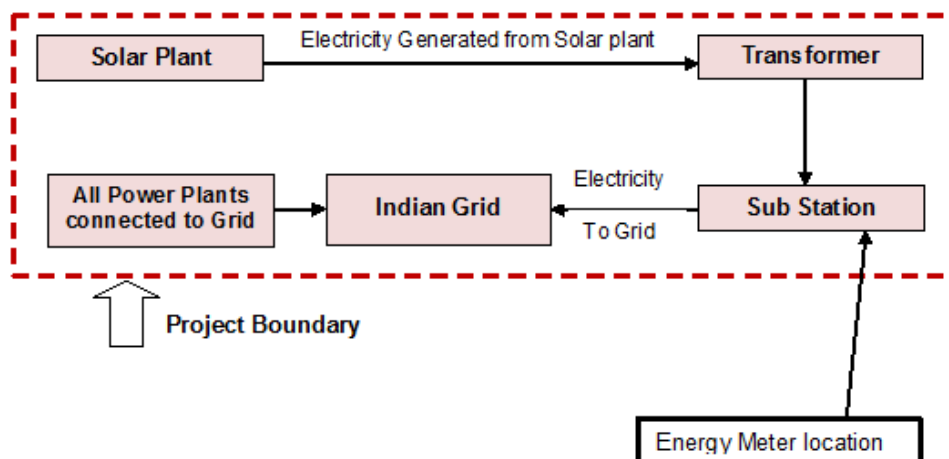 Solar Plant
Electricity Generated from Solar plant
Transformer
All Power Plants
connected to Grid
Indian Grid
Electricity
To Grid
Sub Station
Project Boundary
Energy Meter location